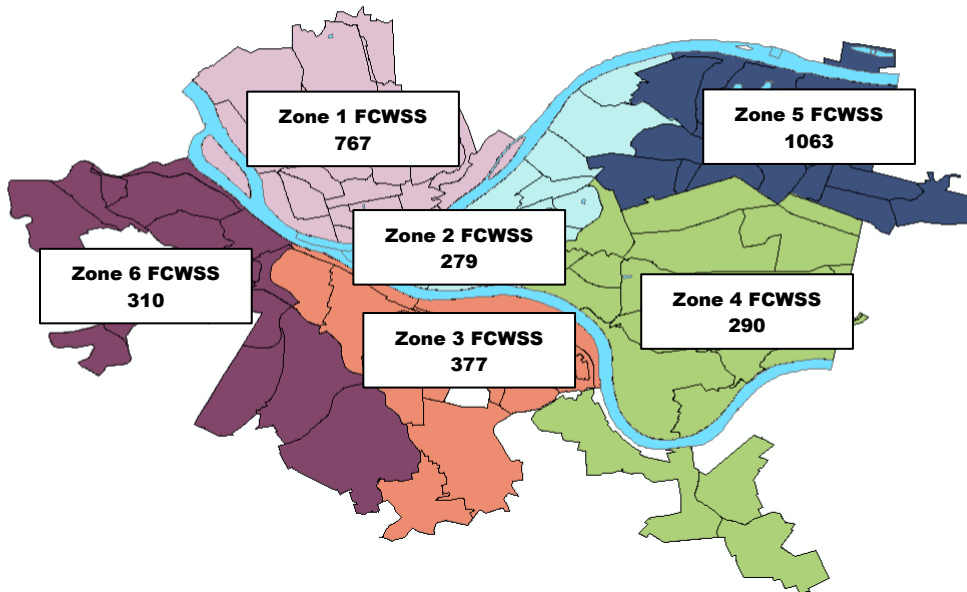 Zone 1 FCWSS
767
Zone 5 FCWSS
1063
Zone 2 FCWSS
279
Zone 6 FCWSS
310
Zone 4 FCWSS
290
Zone 3 FCWSS
377